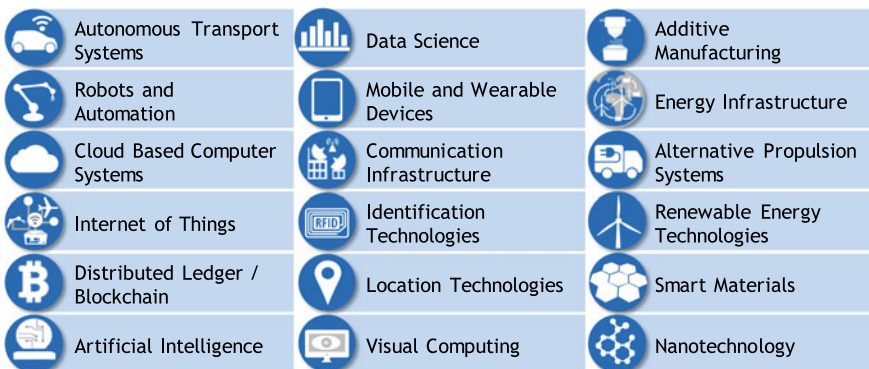 Autonomous Transport
Systems
Data Science
Additive
Manufacturing
Robots and
Automation
Mobile and Wearable
Devices
Energy Infrastructure
Cloud Based Computer
Systems
Communication
Infrastructure
Alternative Propulsion
Systems
Internet of Things
RFID
Identification
Technologies
Renewable Energy
Technologies
Distributed Ledger /
Blockchain
Location Technologies
Smart Materials
Artificial Intelligence
Visual Computing
Nanotechnology